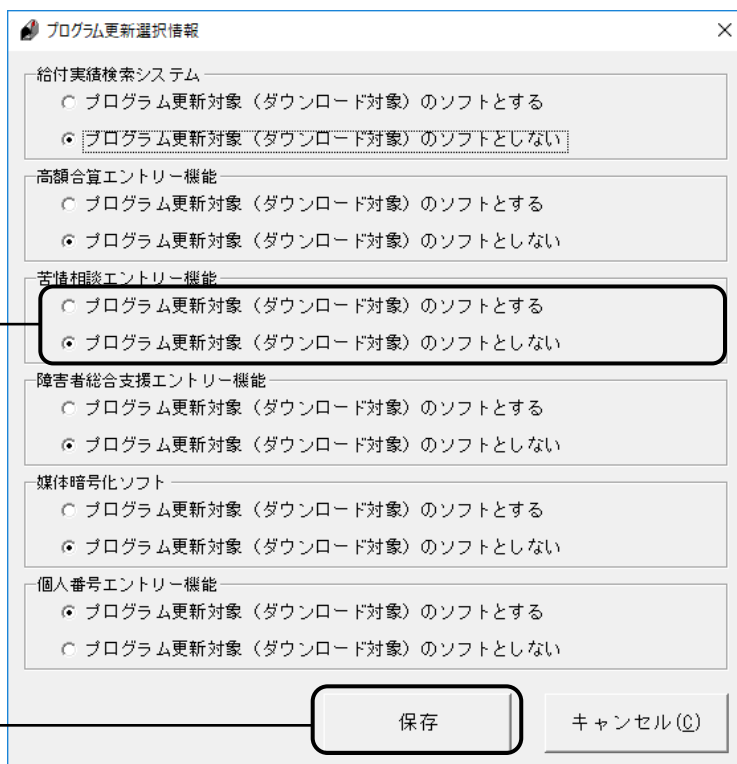 プログラム更新選択情報
給付実績検索システム
プログラム更新対象（ダウンロード対象）のソフトとする
プログラム更新対象（ダウンロード対象）のソフトとしない
高額合算エントリー機能
プログラム更新対象（ダウンロード対象）のソフトとする
プログラム更新対象（ダウンロード対象）のソフトとしない
苦情相談エントリー機能
プログラム更新対象（ダウンロード対象）のソフトとする
プログラム更新対象（ダウンロード対象）のソフトとしない
障害者総合支援エントリー機能
プログラム更新対象（ダウンロード対象）のソフトとする
プログラム更新対象（ダウンロード対象）のソフトとしない
媒体暗号化ソフト
プログラム更新対象（ダウンロード対象）のソフトとする
プログラム更新対象（ダウンロード対象）のソフトとしない
個人番号エントリー機能
プログラム更新対象（ダウンロード対象）のソフトとする
プログラム更新対象（ダウンロード対象）のソフトとしない
保存 キャンセル(C)